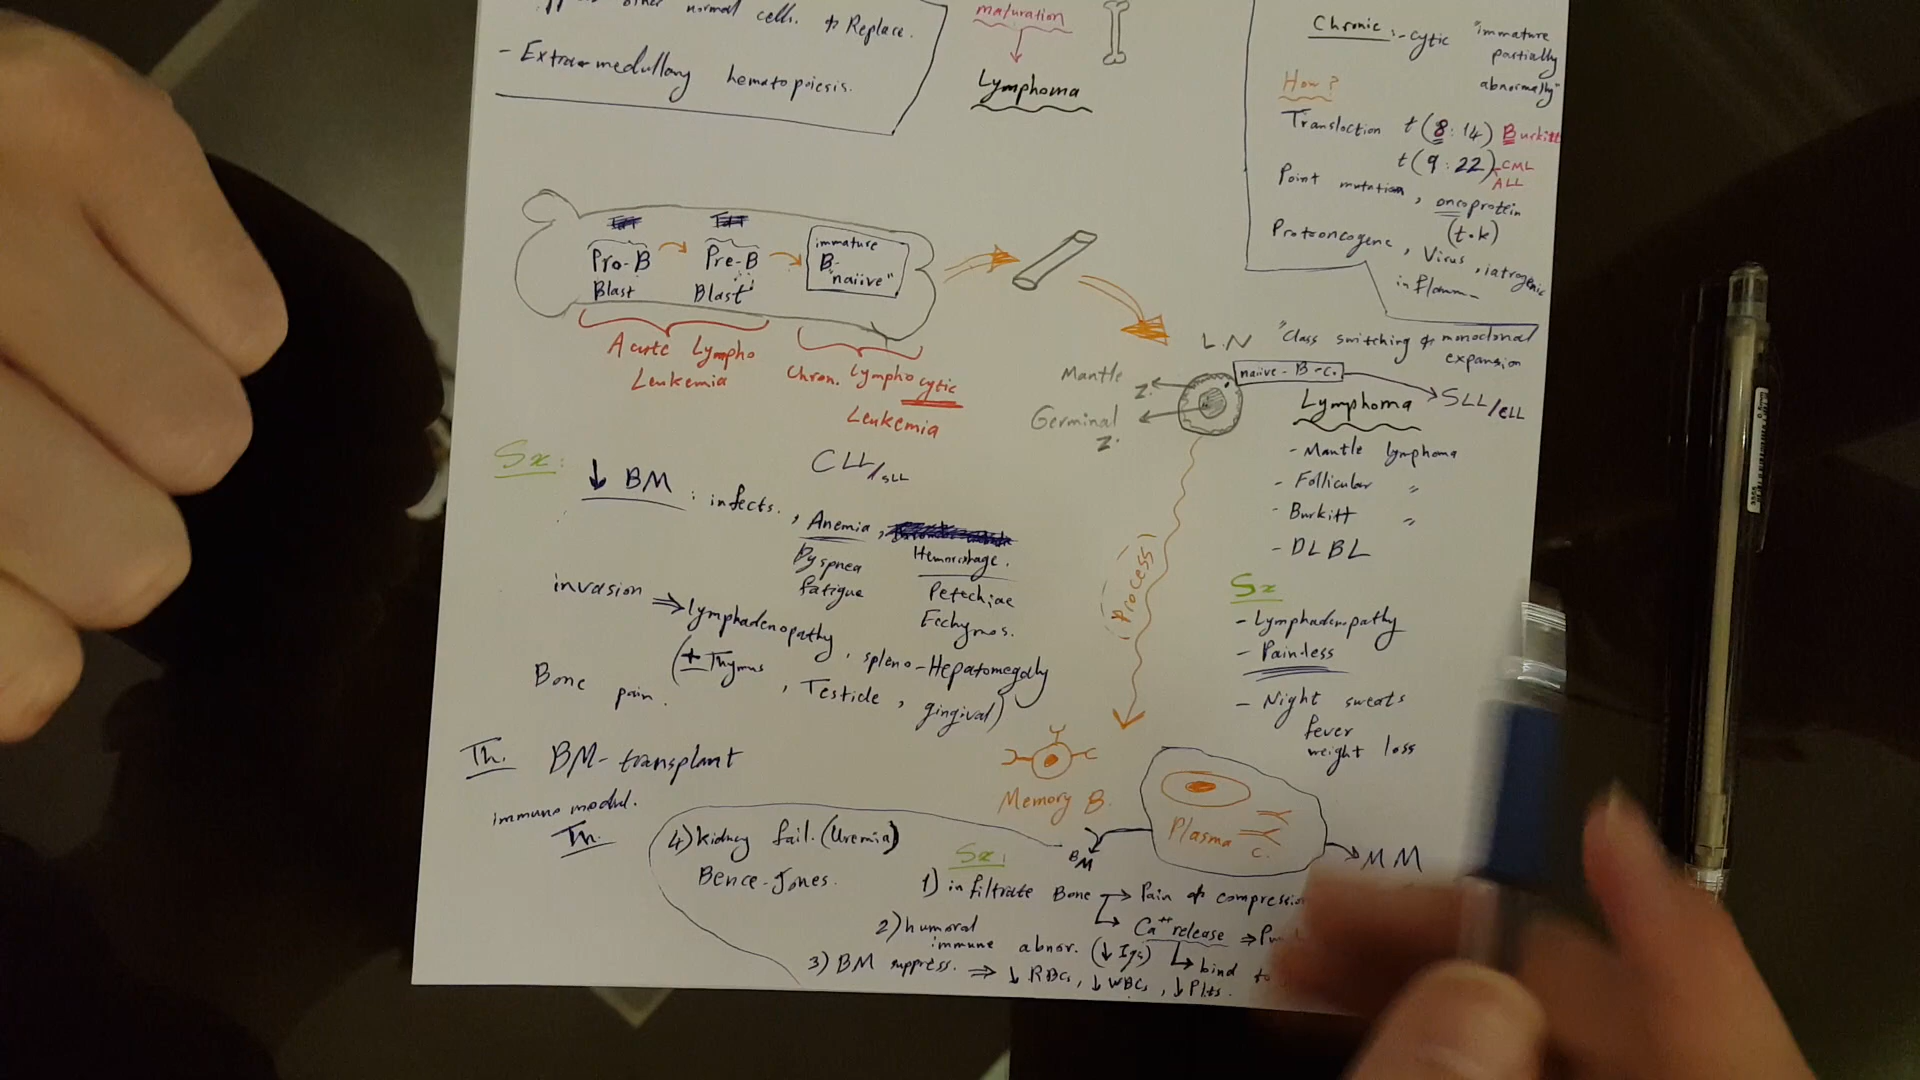 other normal cells. & Replace.
- Extramedullary hematopoiesis.
maturation
Lymphoma
Chronic :- cytic "immature
partially
abnormally"
How?
Transloction t(8:14) Burkitt
t(9:22) CML
ALL
Point mutation, oncoprotein
(t.k)
Protooncogene, Virus, iatrogenic
inflamm
Pro-B
Blast
Pre-B
Blast
immature
B-
"naiive"
Acute Lympho
Leukemia
Chron. Lymphocytic
Leukemia
CLL/SLL
L.N "Class switching & monoclonal
expansion
naiive-B-c.
SLL/CLL
Mantle
Z.
Germinal
Z.
Lymphoma
- Mantle lymphoma
- Follicular "
- Burkitt "
- DLBL
Sx
- Lymphadenopathy
- Painless
- Night sweats
fever
weight loss
Sx:
↓ BM : infects., Anemia,
Dyspnea
fatigue
Hemorrhage.
Petechiae
Ecchymos.
invasion ⇒ lymphadenopathy, spleno-Hepatomegally
(± Thymus, Testicle, gingival)
Bone pain.
Th. BM-transplant
immuno modul.
Th.
(Process)
Memory B.
Plasma
c.
BM
MM
Sx:
1) infiltrate Bone → Pain & compression
Ca++ release ⇒
bind to
2) humoral
immune abnor. (↓ Igs)
3) BM suppress. ⇒ ↓ RBCs, ↓ WBCs, ↓ Plts.
4) kidney fail. (Uremia)
Bence-Jones.